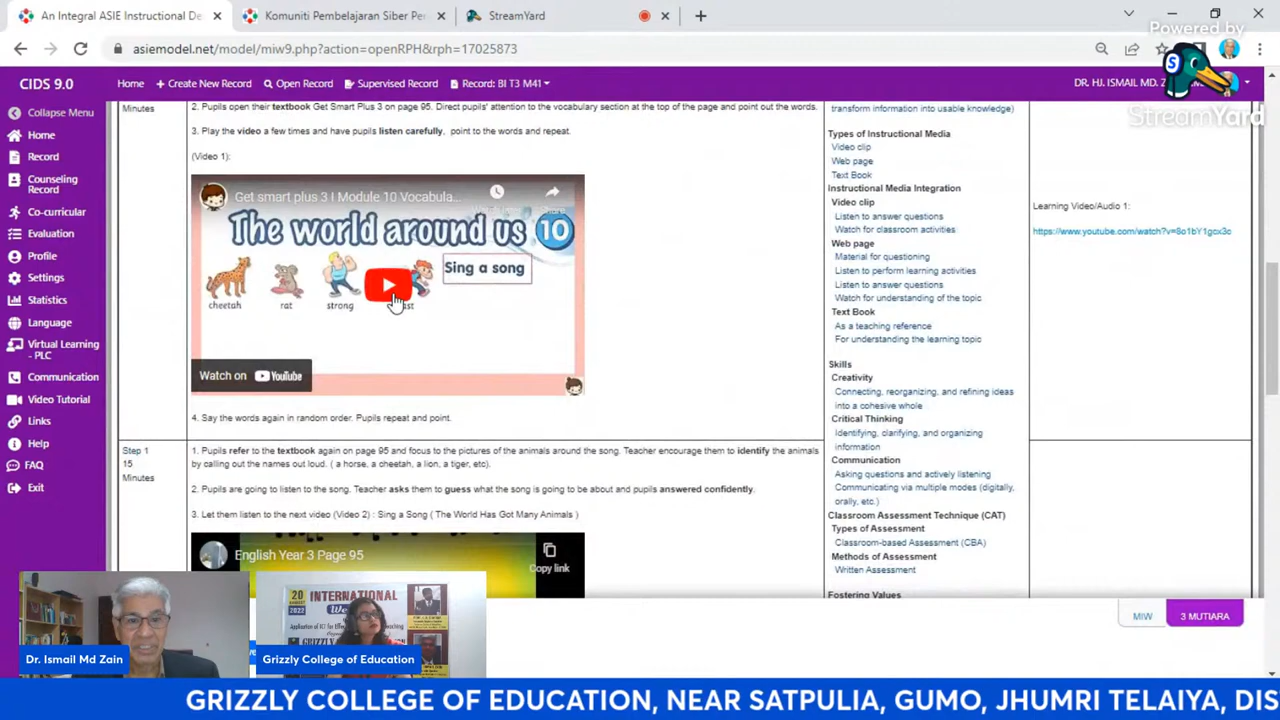 An Integral ASIE Instructional De
Komuniti Pembelajaran Siber Per
StreamYard
asiemodel.net/model/miw9.php?action=openRPH&rph=17025873
Powered by
StreamYard
CIDS 9.0
Home
Create New Record
Open Record
Supervised Record
Record: BI T3 M41
DR. HJ. ISMAIL MD. Z
Collapse Menu
Home
Record
Counseling
Record
Co-curricular
Evaluation
Profile
Settings
Statistics
Language
Virtual Learning
- PLC
Communication
Video Tutorial
Links
Help
FAQ
Exit
Minutes
2. Pupils open their textbook Get Smart Plus 3 on page 95. Direct pupils' attention to the vocabulary section at the top of the page and point out the words.
3. Play the video a few times and have pupils listen carefully, point to the words and repeat.
(Video 1):
Get smart plus 3 I Module 10 Vocabula...
The world around us 10
Sing a song
cheetah
rat
strong
Watch on YouTube
4. Say the words again in random order. Pupils repeat and point.
Step 1
15
Minutes
1. Pupils refer to the textbook again on page 95 and focus to the pictures of the animals around the song. Teacher encourage them to identify the animals
by calling out the names out loud. ( a horse, a cheetah, a lion, a tiger, etc).
2. Pupils are going to listen to the song. Teacher asks them to guess what the song is going to be about and pupils answered confidently.
3. Let them listen to the next video (Video 2) : Sing a Song ( The World Has Got Many Animals )
English Year 3 Page 95
Copy link
transform information into usable knowledge)
Types of Instructional Media
Video clip
Web page
Text Book
Instructional Media Integration
Video clip
Listen to answer questions
Watch for classroom activities
Web page
Material for questioning
Listen to perform learning activities
Listen to answer questions
Watch for understanding of the topic
Text Book
As a teaching reference
For understanding the learning topic
Skills
Creativity
Connecting, reorganizing, and refining ideas
into a cohesive whole
Critical Thinking
Identifying, clarifying, and organizing
information
Communication
Asking questions and actively listening
Communicating via multiple modes (digitally,
orally, etc.)
Classroom Assessment Technique (CAT)
Types of Assessment
Classroom-based Assessment (CBA)
Methods of Assessment
Written Assessment
Fostering Values
Learning Video/Audio 1:
https://www.youtube.com/watch?v=8o1bY1gcx3c
MIW
3 MUTIARA
20
2022
INTERNATIONAL
Application of ICT for Effec
GRIZZLY
Dr. Ismail Md Zain
Grizzly College of Education
GRIZZLY COLLEGE OF EDUCATION, NEAR SATPULIA, GUMO, JHUMRI TELAIYA, DIS